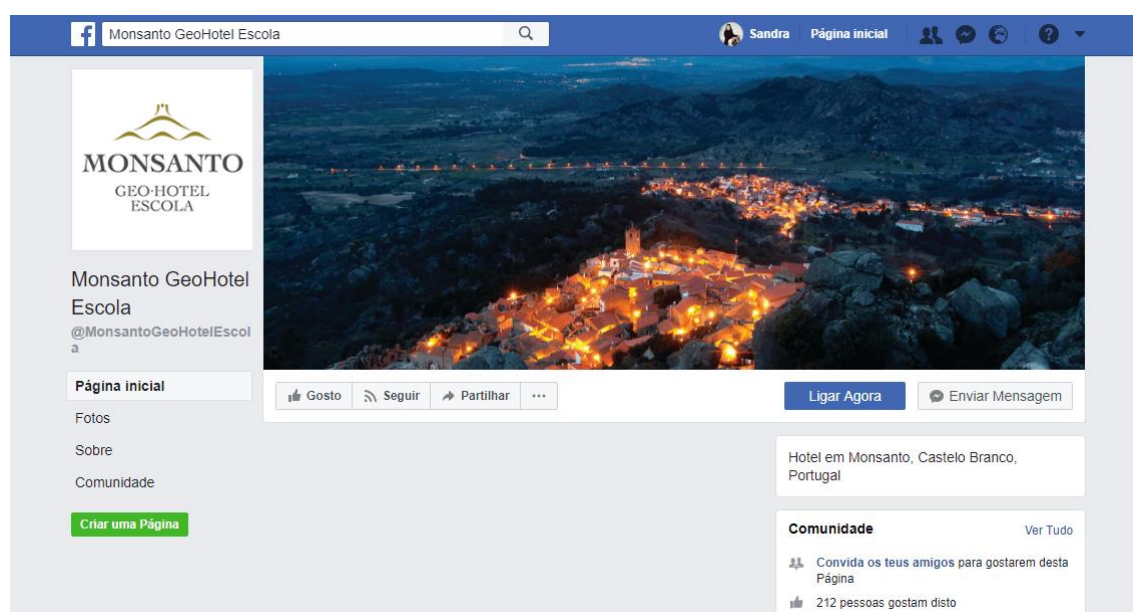 Monsanto GeoHotel Escola
Sandra
Página inicial
MONSANTO
GEO·HOTEL
ESCOLA
Monsanto GeoHotel
Escola
@MonsantoGeoHotelEscol
a
Página inicial
Fotos
Sobre
Comunidade
Criar uma Página
Gosto
Seguir
Partilhar
Ligar Agora
Enviar Mensagem
Hotel em Monsanto, Castelo Branco,
Portugal
Comunidade
Ver Tudo
Convida os teus amigos para gostarem desta
Página
212 pessoas gostam disto